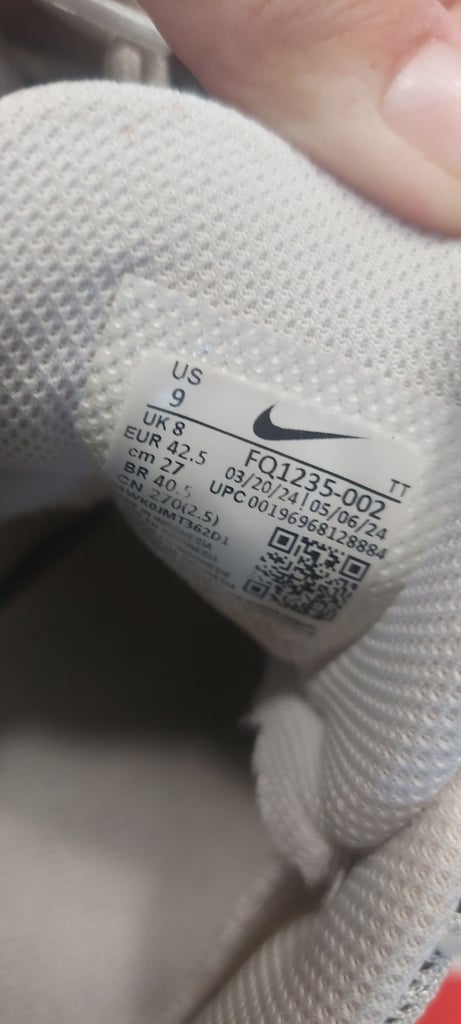 US
9
UK 8
EUR 42.5
cm 27
BR 40.5
CN 270(2.5)
FQ1235-002 TT
03/20/24 | 05/06/24
UPC 00196968128884
INDONESIA